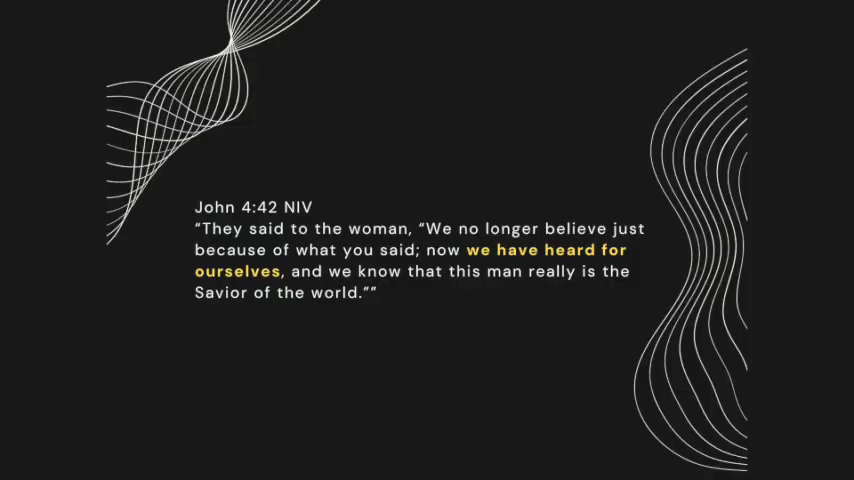 John 4:42 NIV
“They said to the woman, “We no longer believe just
because of what you said; now we have heard for
ourselves, and we know that this man really is the
Savior of the world.””